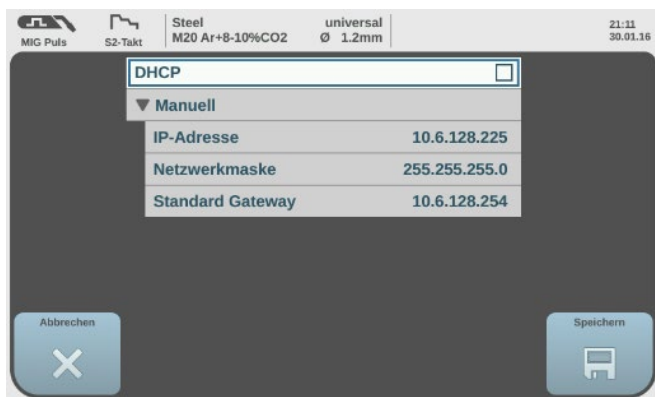 MIG Puls
S2-Takt
Steel universal
M20 Ar+8-10%CO2 Ø 1.2mm
21:11
30.01.16
DHCP
Manuell
IP-Adresse 10.6.128.225
Netzwerkmaske 255.255.255.0
Standard Gateway 10.6.128.254
Abbrechen
Speichern